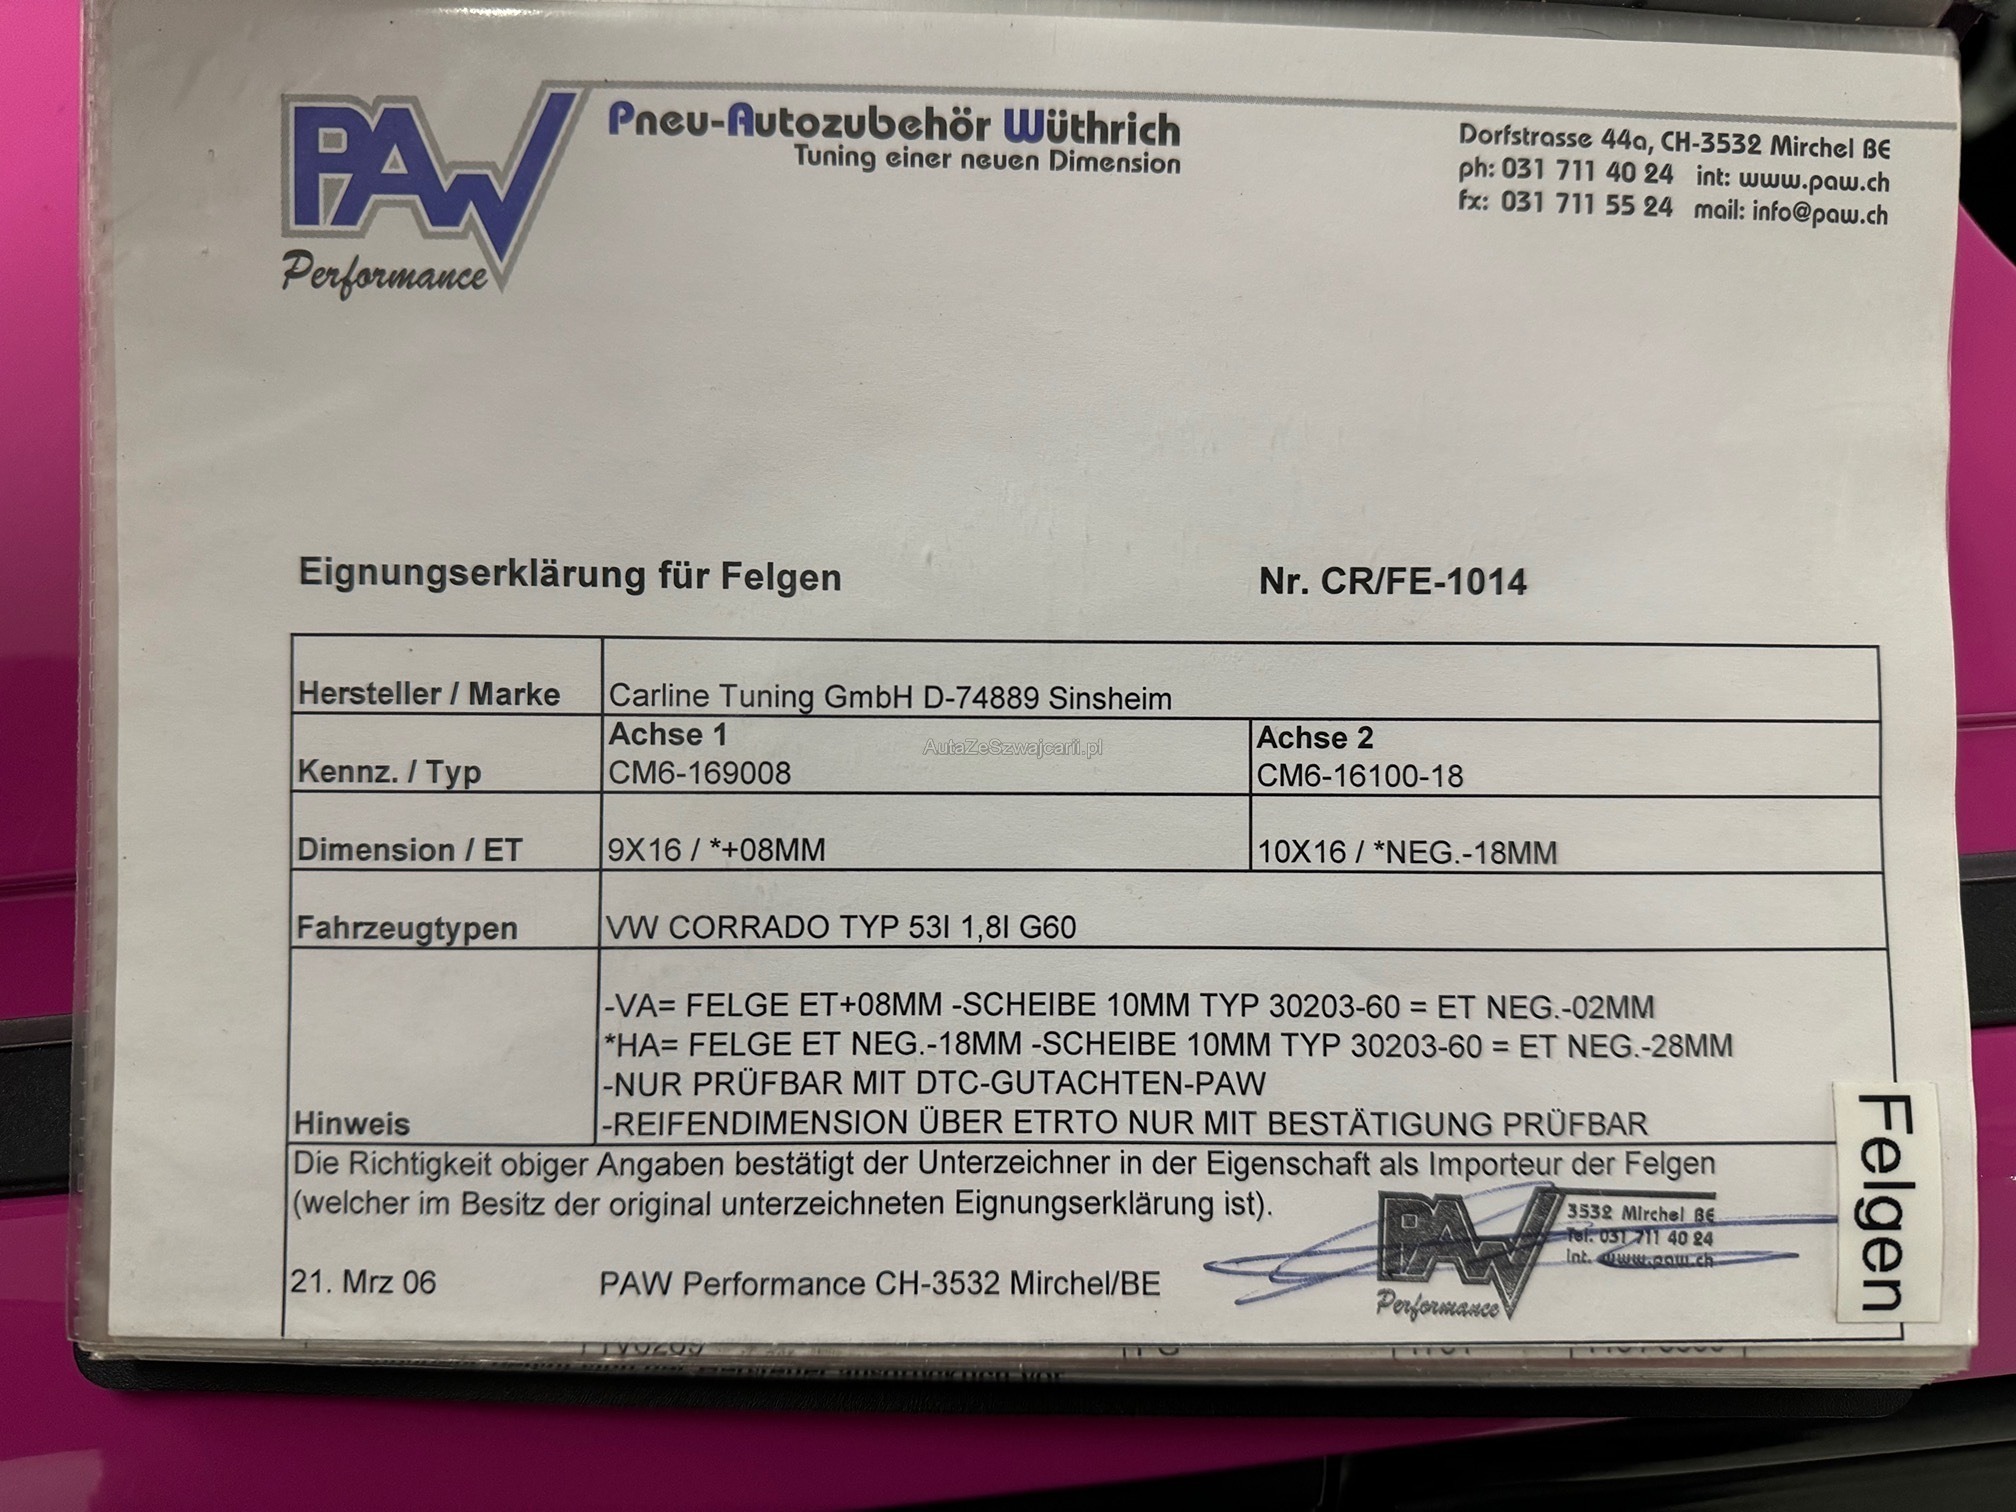 PAW
Performance
Pneu-Autozubehör Wüthrich
Tuning einer neuen Dimension
Dorfstrasse 44a, CH-3532 Mirchel BE
ph: 031 711 40 24 int: www.paw.ch
fx: 031 711 55 24 mail: info@paw.ch
Eignungserklärung für Felgen Nr. CR/FE-1014
Hersteller / Marke Carline Tuning GmbH D-74889 Sinsheim
Achse 1 Achse 2
AutaZeSzwajcarii.pl
Kennz. / Typ CM6-169008 CM6-16100-18
Dimension / ET 9X16 / *+08MM 10X16 / *NEG.-18MM
Fahrzeugtypen VW CORRADO TYP 53I 1,8I G60
-VA= FELGE ET+08MM -SCHEIBE 10MM TYP 30203-60 = ET NEG.-02MM
*HA= FELGE ET NEG.-18MM -SCHEIBE 10MM TYP 30203-60 = ET NEG.-28MM
-NUR PRÜFBAR MIT DTC-GUTACHTEN-PAW
Hinweis -REIFENDIMENSION ÜBER ETRTO NUR MIT BESTÄTIGUNG PRÜFBAR
Die Richtigkeit obiger Angaben bestätigt der Unterzeichner in der Eigenschaft als Importeur der Felgen
(welcher im Besitz der original unterzeichneten Eignungserklärung ist).
21. Mrz 06 PAW Performance CH-3532 Mirchel/BE
PAW
Performance
3532 Mirchel BE
Tel. 031 711 40 24
Int. www.paw.ch
Felgen